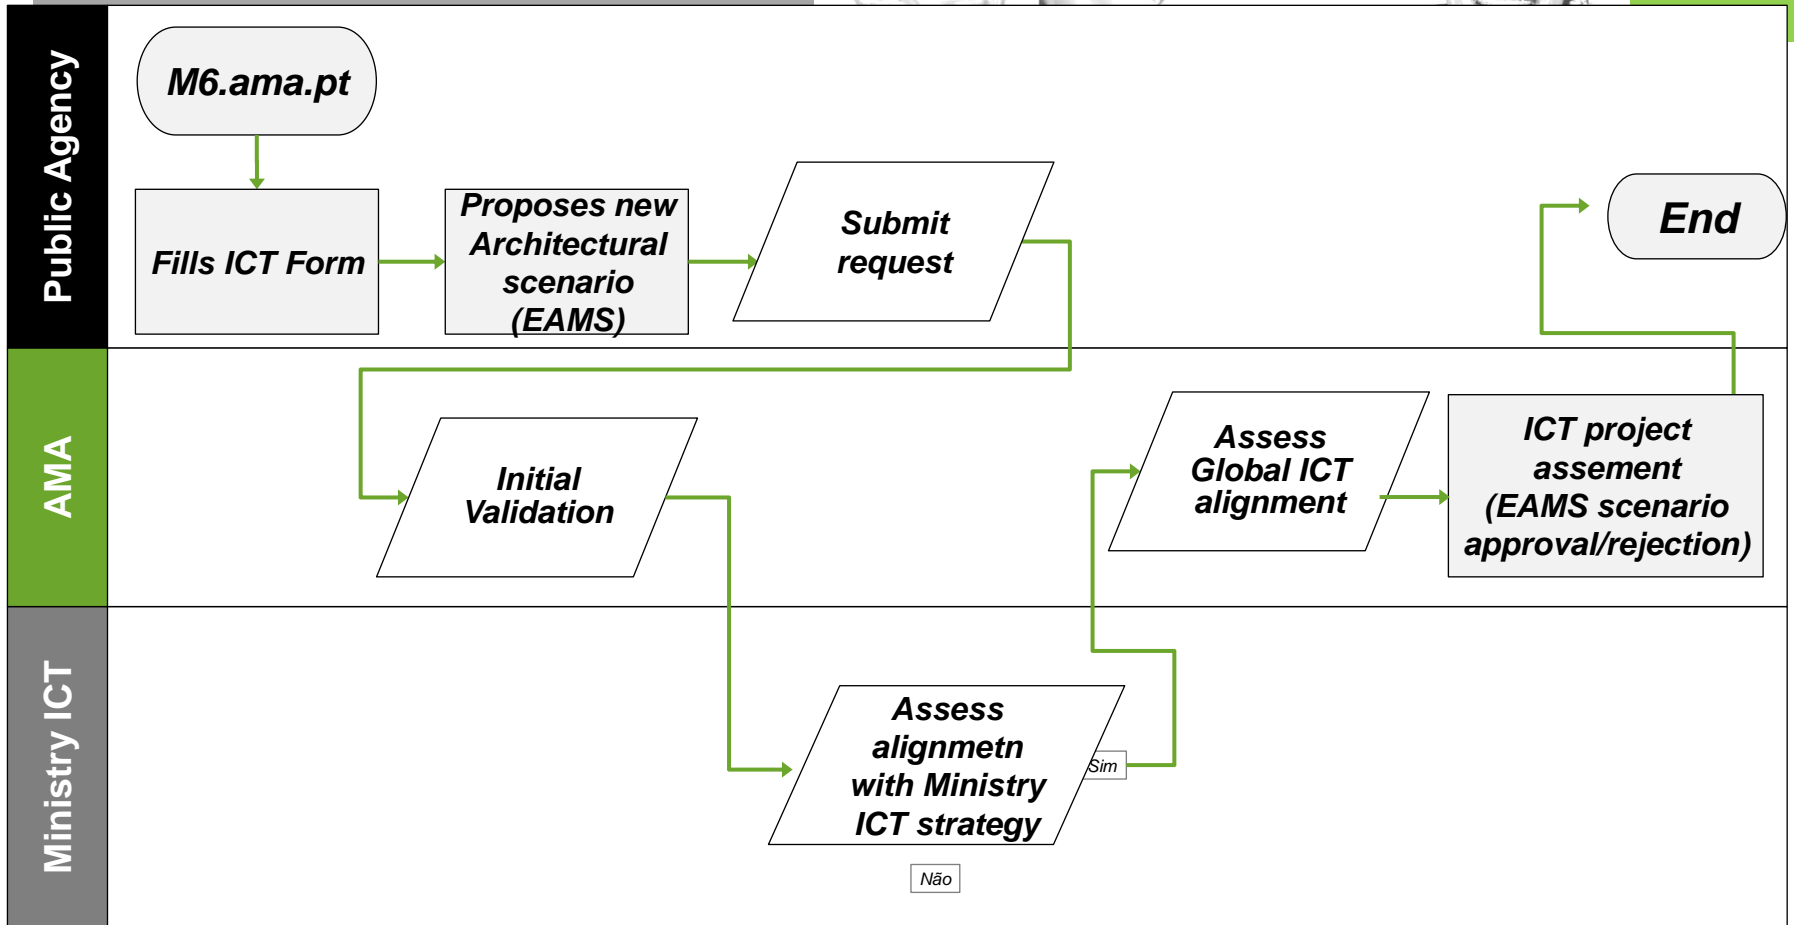 Public Agency
M6.ama.pt
Fills ICT Form
Proposes new
Architectural
scenario
(EAMS)
Submit
request
End
AMA
Initial
Validation
Assess
Global ICT
alignment
ICT project
assement
(EAMS scenario
approval/rejection)
Ministry ICT
Assess
alignmetn
with Ministry
ICT strategy
Sim
Não